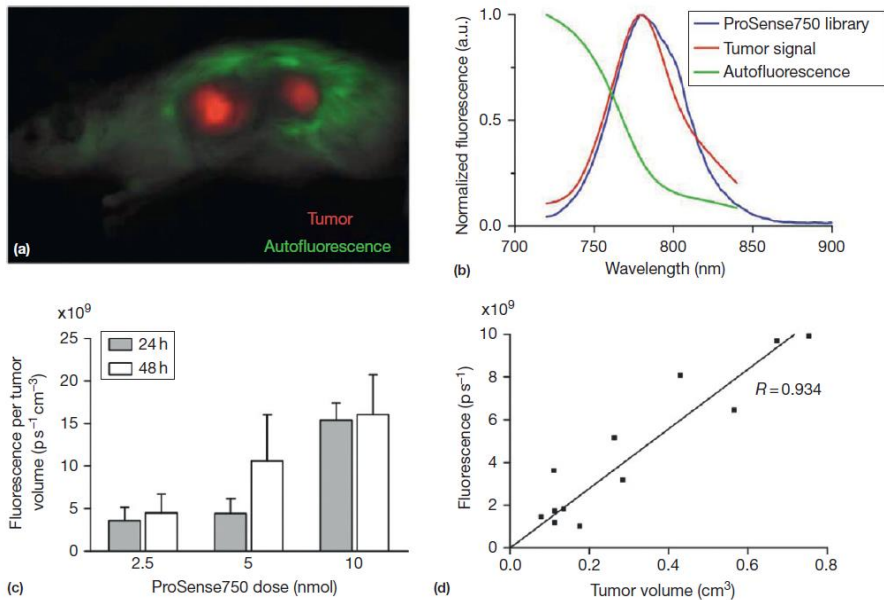 Tumor
Autofluorescence
(a)
1.0
0.5
0.0
Normalized fluorescence (a.u.)
ProSense750 library
Tumor signal
Autofluorescence
700
750
800
850
900
Wavelength (nm)
(b)
x10⁹
25
20
15
10
5
0
Fluorescence per tumor
volume (p s⁻¹ cm⁻³)
24 h
48 h
2.5
5
10
ProSense750 dose (nmol)
(c)
x10⁹
10
8
6
4
2
0
Fluorescence (p s⁻¹)
R = 0.934
0.0
0.2
0.4
0.6
0.8
Tumor volume (cm³)
(d)